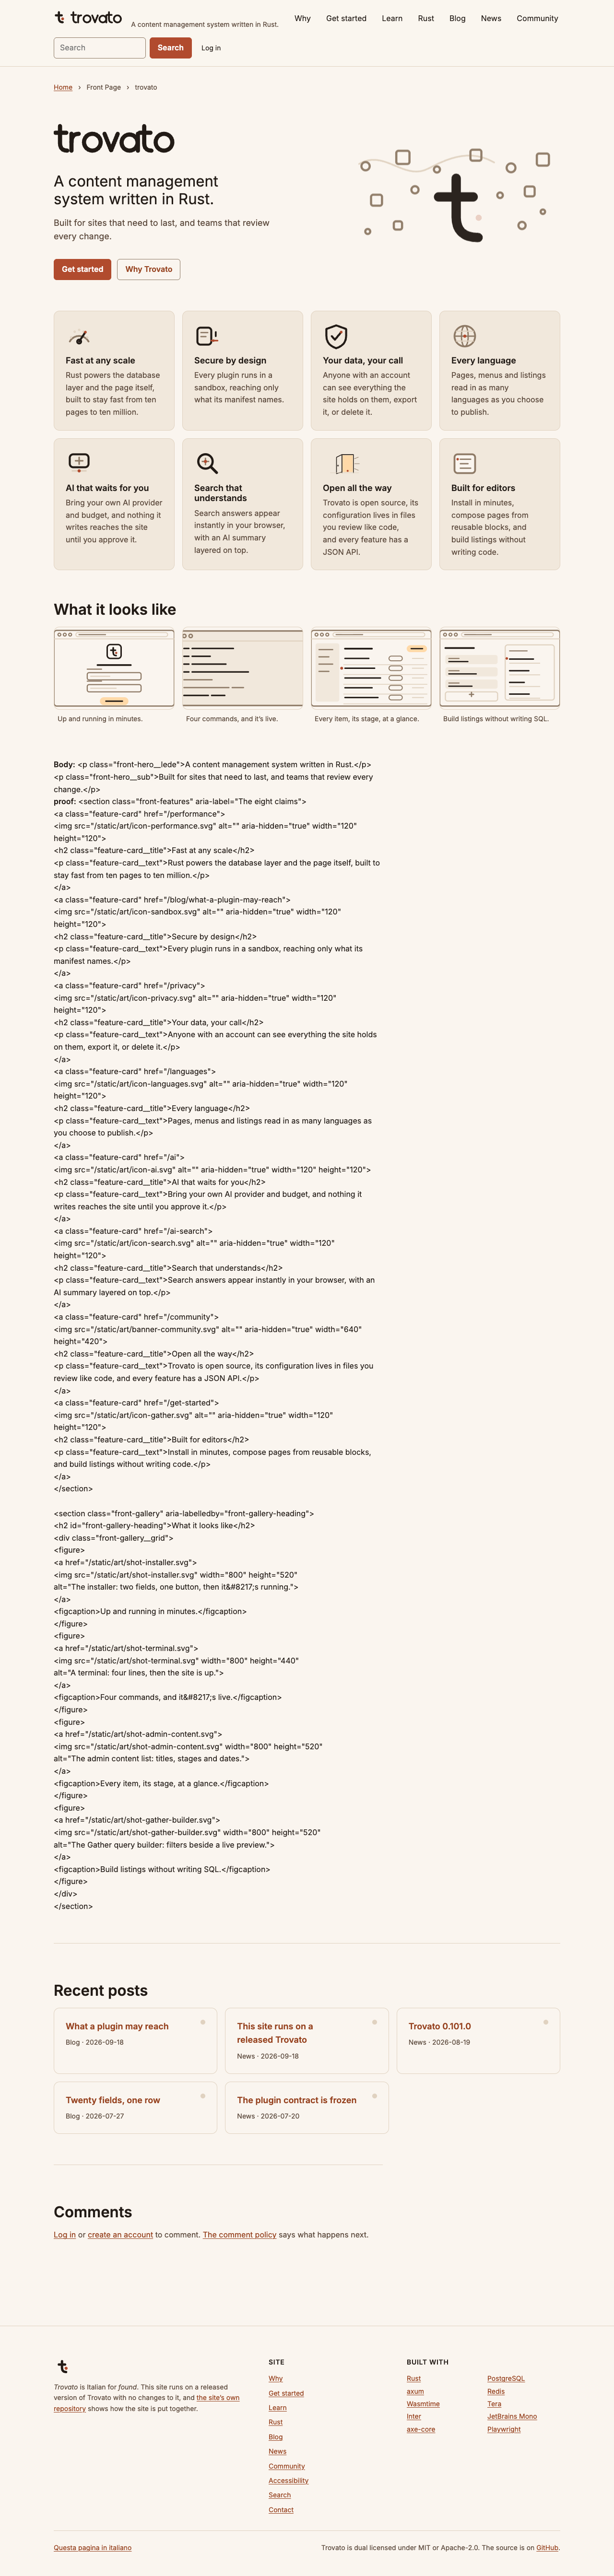 trovato
A content management system written in Rust.
Why Get started Learn Rust Blog News Community
Search Search Log in
Home › Front Page › trovato
trovato
A content management
system written in Rust.
Built for sites that need to last, and teams that review
every change.
Get started Why Trovato
Fast at any scale
Rust powers the database
layer and the page itself,
built to stay fast from ten
pages to ten million.
Secure by design
Every plugin runs in a
sandbox, reaching only
what its manifest names.
Your data, your call
Anyone with an account
can see everything the
site holds on them, export
it, or delete it.
Every language
Pages, menus and listings
read in as many
languages as you choose
to publish.
AI that waits for you
Bring your own AI provider
and budget, and nothing it
writes reaches the site
until you approve it.
Search that
understands
Search answers appear
instantly in your browser,
with an AI summary
layered on top.
Open all the way
Trovato is open source, its
configuration lives in files
you review like code,
and every feature has a
JSON API.
Built for editors
Install in minutes,
compose pages from
reusable blocks, and
build listings without
writing code.
What it looks like
Up and running in minutes.
Four commands, and it's live.
Every item, its stage, at a glance.
Build listings without writing SQL.
Body: <p class="front-hero__lede">A content management system written in Rust.</p>
<p class="front-hero__sub">Built for sites that need to last, and teams that review every
change.</p>
proof: <section class="front-features" aria-label="The eight claims">
<a class="feature-card" href="/performance">
<img src="/static/art/icon-performance.svg" alt="" aria-hidden="true" width="120"
height="120">
<h2 class="feature-card__title">Fast at any scale</h2>
<p class="feature-card__text">Rust powers the database layer and the page itself, built to
stay fast from ten pages to ten million.</p>
</a>
<a class="feature-card" href="/blog/what-a-plugin-may-reach">
<img src="/static/art/icon-sandbox.svg" alt="" aria-hidden="true" width="120"
height="120">
<h2 class="feature-card__title">Secure by design</h2>
<p class="feature-card__text">Every plugin runs in a sandbox, reaching only what its
manifest names.</p>
</a>
<a class="feature-card" href="/privacy">
<img src="/static/art/icon-privacy.svg" alt="" aria-hidden="true" width="120"
height="120">
<h2 class="feature-card__title">Your data, your call</h2>
<p class="feature-card__text">Anyone with an account can see everything the site holds
on them, export it, or delete it.</p>
</a>
<a class="feature-card" href="/languages">
<img src="/static/art/icon-languages.svg" alt="" aria-hidden="true" width="120"
height="120">
<h2 class="feature-card__title">Every language</h2>
<p class="feature-card__text">Pages, menus and listings read in as many languages as
you choose to publish.</p>
</a>
<a class="feature-card" href="/ai">
<img src="/static/art/icon-ai.svg" alt="" aria-hidden="true" width="120" height="120">
<h2 class="feature-card__title">AI that waits for you</h2>
<p class="feature-card__text">Bring your own AI provider and budget, and nothing it
writes reaches the site until you approve it.</p>
</a>
<a class="feature-card" href="/ai-search">
<img src="/static/art/icon-search.svg" alt="" aria-hidden="true" width="120"
height="120">
<h2 class="feature-card__title">Search that understands</h2>
<p class="feature-card__text">Search answers appear instantly in your browser, with an
AI summary layered on top.</p>
</a>
<a class="feature-card" href="/community">
<img src="/static/art/banner-community.svg" alt="" aria-hidden="true" width="640"
height="420">
<h2 class="feature-card__title">Open all the way</h2>
<p class="feature-card__text">Trovato is open source, its configuration lives in files you
review like code, and every feature has a JSON API.</p>
</a>
<a class="feature-card" href="/get-started">
<img src="/static/art/icon-gather.svg" alt="" aria-hidden="true" width="120"
height="120">
<h2 class="feature-card__title">Built for editors</h2>
<p class="feature-card__text">Install in minutes, compose pages from reusable blocks,
and build listings without writing code.</p>
</a>
</section>
<section class="front-gallery" aria-labelledby="front-gallery-heading">
<h2 id="front-gallery-heading">What it looks like</h2>
<div class="front-gallery__grid">
<figure>
<a href="/static/art/shot-installer.svg">
<img src="/static/art/shot-installer.svg" width="800" height="520"
alt="The installer: two fields, one button, then it&#8217;s running.">
</a>
<figcaption>Up and running in minutes.</figcaption>
</figure>
<figure>
<a href="/static/art/shot-terminal.svg">
<img src="/static/art/shot-terminal.svg" width="800" height="440"
alt="A terminal: four lines, then the site is up.">
</a>
<figcaption>Four commands, and it&#8217;s live.</figcaption>
</figure>
<figure>
<a href="/static/art/shot-admin-content.svg">
<img src="/static/art/shot-admin-content.svg" width="800" height="520"
alt="The admin content list: titles, stages and dates.">
</a>
<figcaption>Every item, its stage, at a glance.</figcaption>
</figure>
<figure>
<a href="/static/art/shot-gather-builder.svg">
<img src="/static/art/shot-gather-builder.svg" width="800" height="520"
alt="The Gather query builder: filters beside a live preview.">
</a>
<figcaption>Build listings without writing SQL.</figcaption>
</figure>
</div>
</section>
Recent posts
What a plugin may reach
Blog · 2026-09-18
This site runs on a
released Trovato
News · 2026-09-18
Trovato 0.101.0
News · 2026-08-19
Twenty fields, one row
Blog · 2026-07-27
The plugin contract is frozen
News · 2026-07-20
Comments
Log in or create an account to comment. The comment policy says what happens next.
Trovato is Italian for found. This site runs on a released
version of Trovato with no changes to it, and the site's own
repository shows how the site is put together.
SITE
Why
Get started
Learn
Rust
Blog
News
Community
Accessibility
Search
Contact
BUILT WITH
Rust PostgreSQL
axum Redis
Wasmtime Tera
Inter JetBrains Mono
axe-core Playwright
Questa pagina in italiano
Trovato is dual licensed under MIT or Apache-2.0. The source is on GitHub.